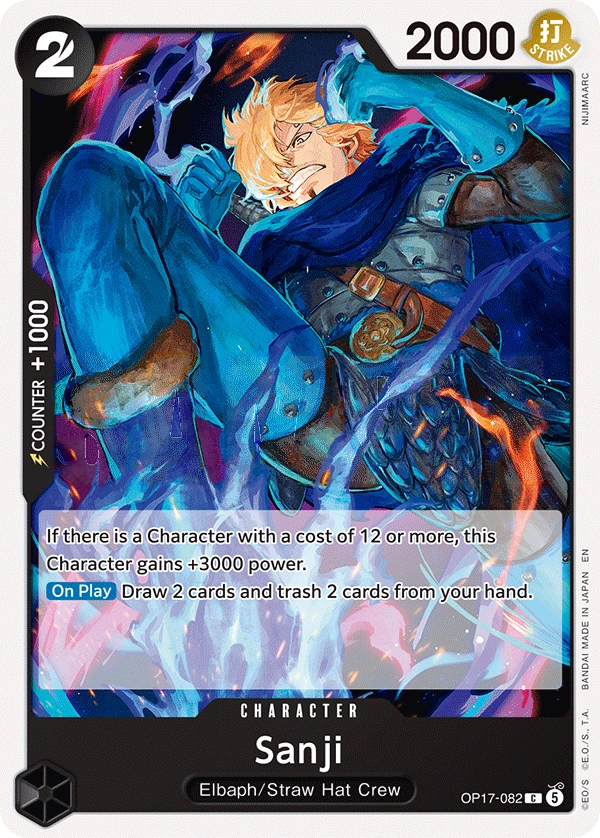 2
2000
打
STRIKE
NIJIMAARC
COUNTER +1000
If there is a Character with a cost of 12 or more, this
Character gains +3000 power.
On Play Draw 2 cards and trash 2 cards from your hand.
CHARACTER
Sanji
Elbaph/Straw Hat Crew
OP17-082 C 5
©EO/S ©E.O./S., T.A. BANDAI MADE IN JAPAN EN